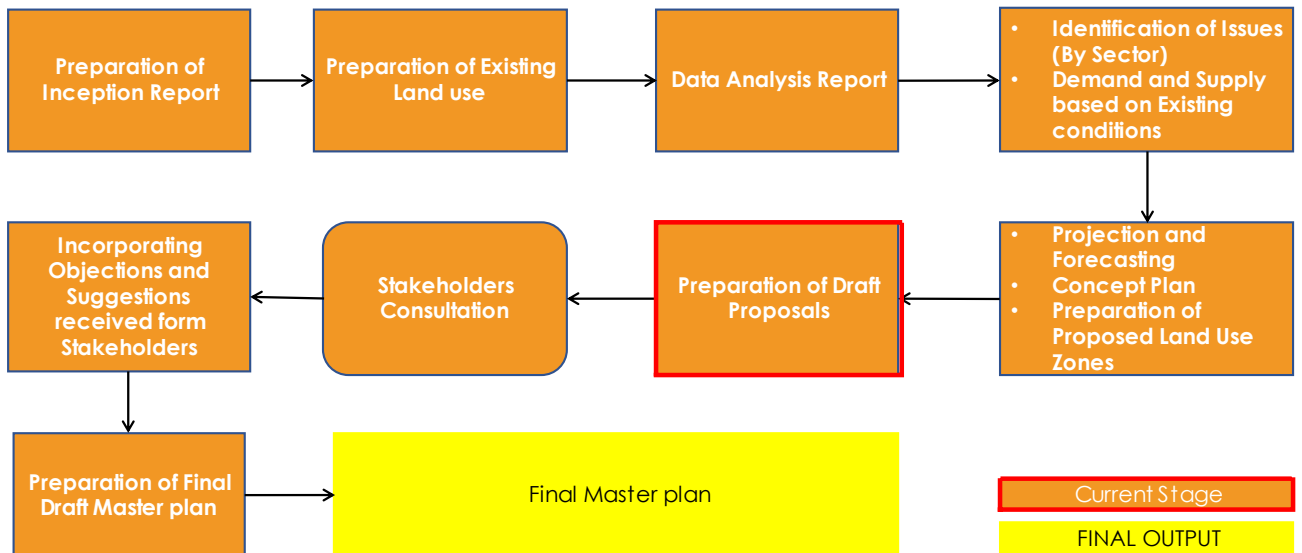 Preparation of
Inception Report
Preparation of Existing
Land use
Data Analysis Report
• Identification of Issues
(By Sector)
• Demand and Supply
based on Existing
conditions
• Projection and
Forecasting
• Concept Plan
• Preparation of
Proposed Land Use
Zones
Preparation of Draft
Proposals
Stakeholders
Consultation
Incorporating
Objections and
Suggestions
received form
Stakeholders
Preparation of Final
Draft Master plan
Final Master plan
Current Stage
FINAL OUTPUT